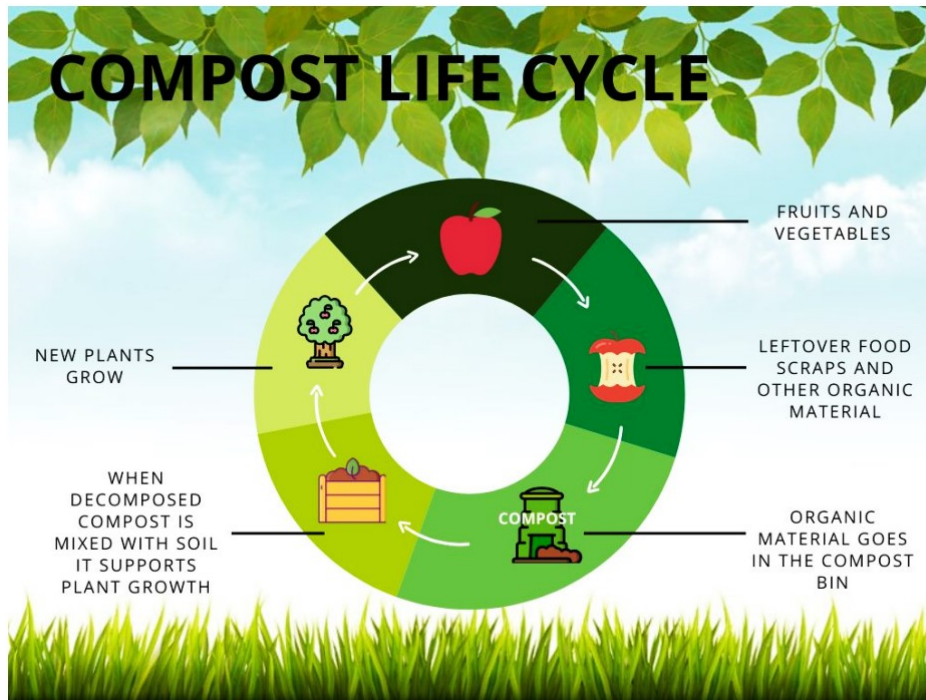 COMPOST LIFE CYCLE
FRUITS AND
VEGETABLES
LEFTOVER FOOD
SCRAPS AND
OTHER ORGANIC
MATERIAL
COMPOST
ORGANIC
MATERIAL GOES
IN THE COMPOST
BIN
WHEN
DECOMPOSED
COMPOST IS
MIXED WITH SOIL
IT SUPPORTS
PLANT GROWTH
NEW PLANTS
GROW